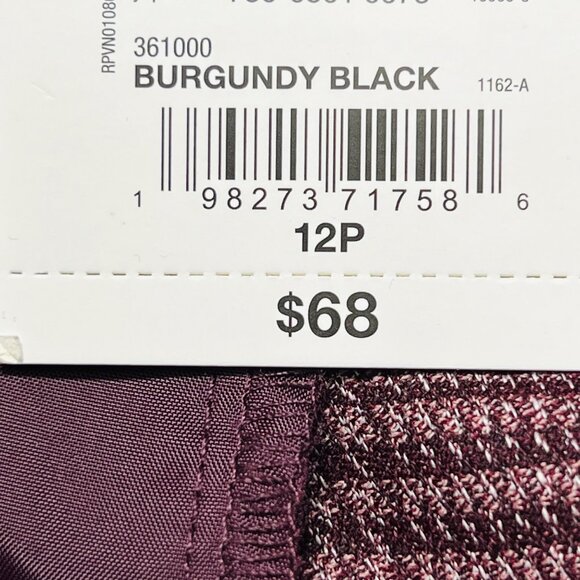 361000
BURGUNDY BLACK 1162-A
1 98273 71758 6
12P
$68